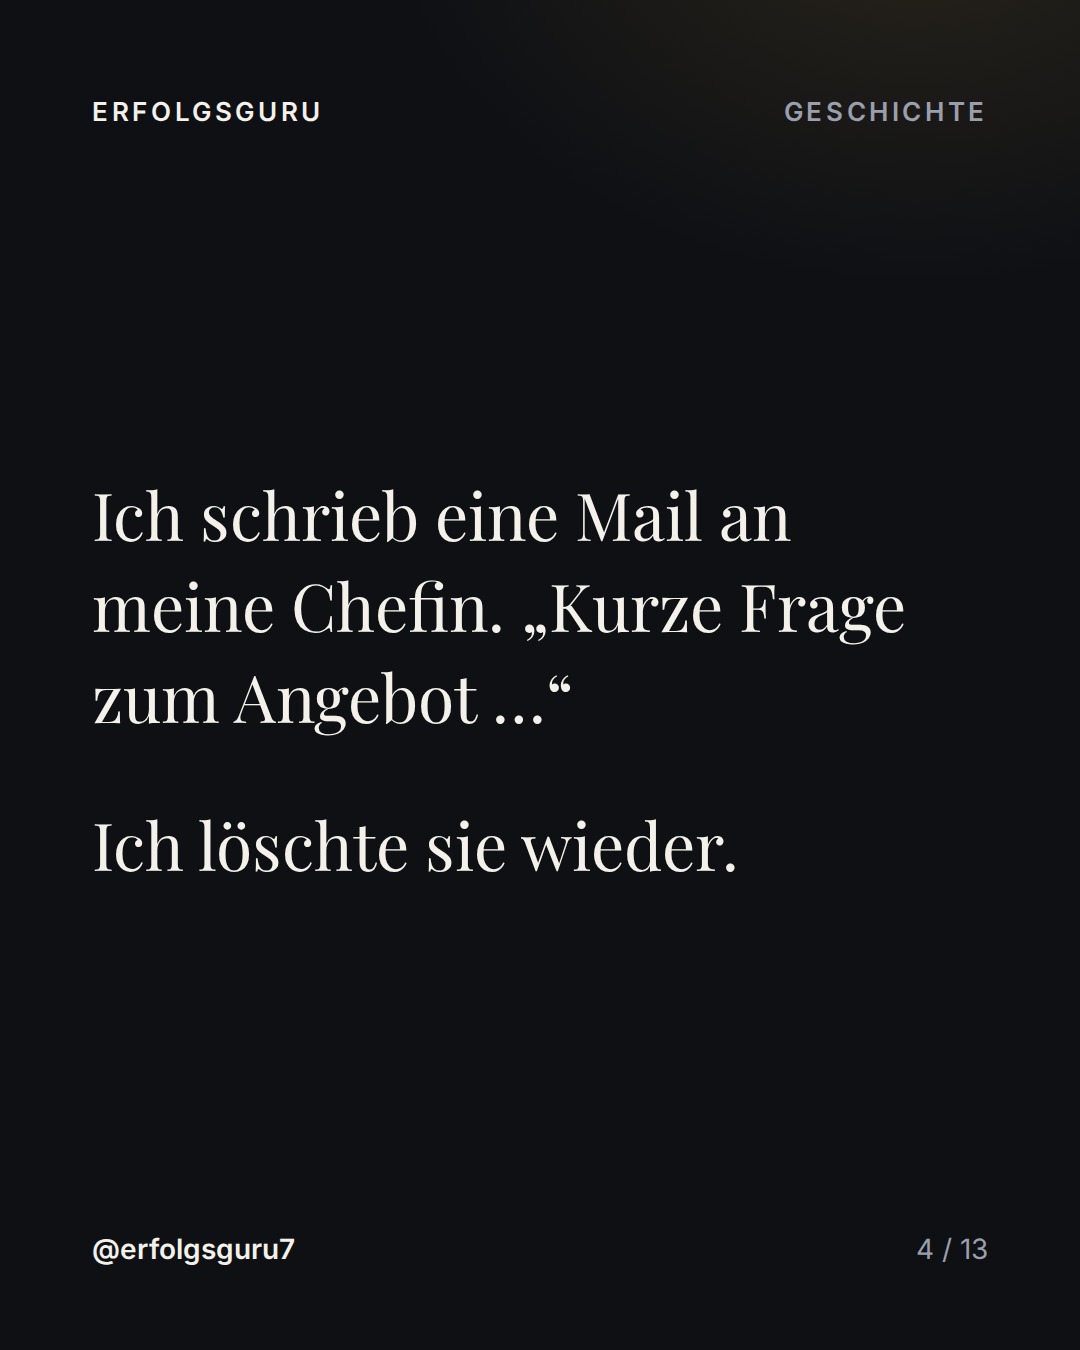 ERFOLGSGURU
GESCHICHTE
Ich schrieb eine Mail an
meine Chefin. „Kurze Frage
zum Angebot …“
Ich löschte sie wieder.
@erfolgsguru7
4 / 13